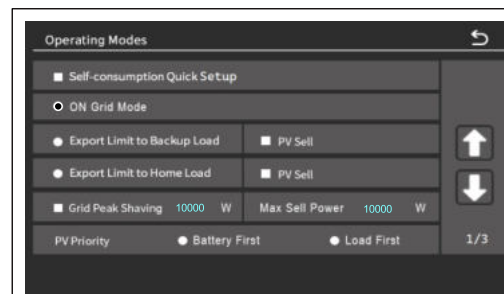 Operating Modes
Self-consumption Quick Setup
ON Grid Mode
Export Limit to Backup Load PV Sell
Export Limit to Home Load PV Sell
Grid Peak Shaving 10000 W Max Sell Power 10000 W
PV Priority Battery First Load First 1/3